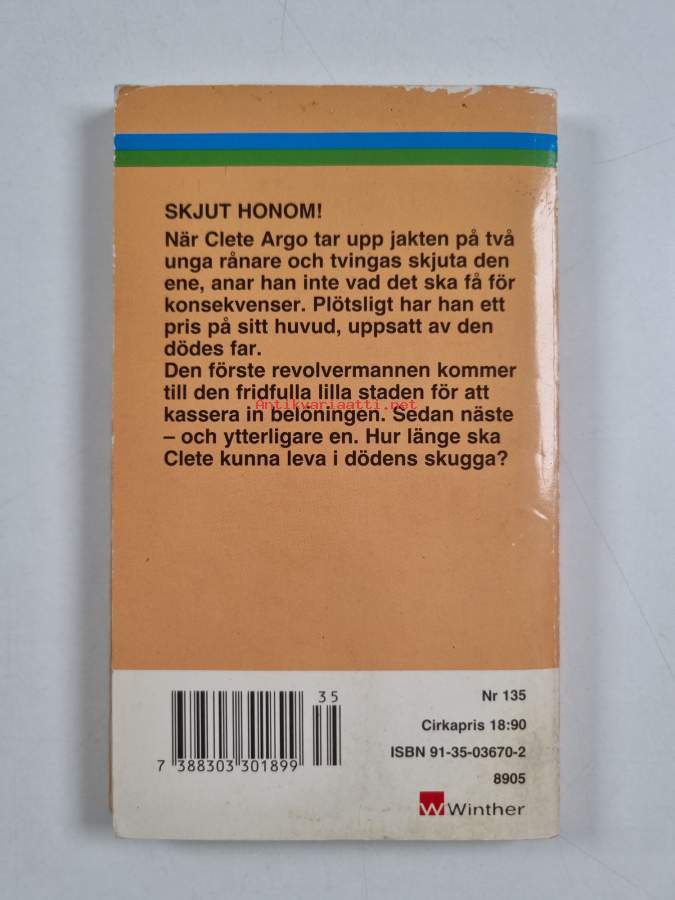 SKJUT HONOM!
När Clete Argo tar upp jakten på två
unga rånare och tvingas skjuta den
ene, anar han inte vad det ska få för
konsekvenser. Plötsligt har han ett
pris på sitt huvud, uppsatt av den
dödes far.
Den förste revolvermannen kommer
till den fridfulla lilla staden för att
Antikvariaatti.net
kassera in belöningen. Sedan näste
– och ytterligare en. Hur länge ska
Clete kunna leva i dödens skugga?
35
7 388303 301899
Nr 135
Cirkapris 18:90
ISBN 91-35-03670-2
8905
W Winther